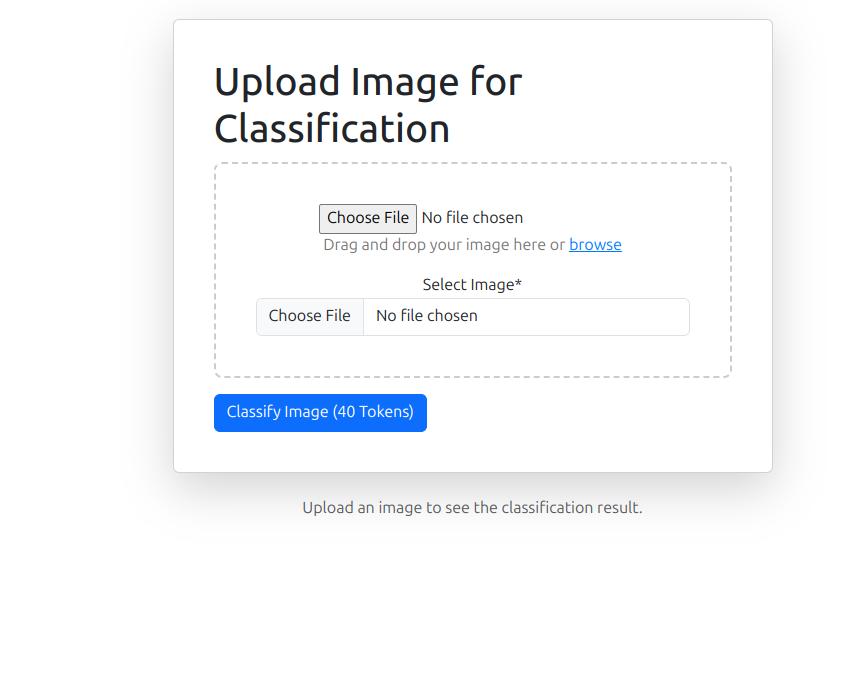 Upload Image for
Classification
Choose File No file chosen
Drag and drop your image here or browse
Select Image*
Choose File No file chosen
Classify Image (40 Tokens)
Upload an image to see the classification result.